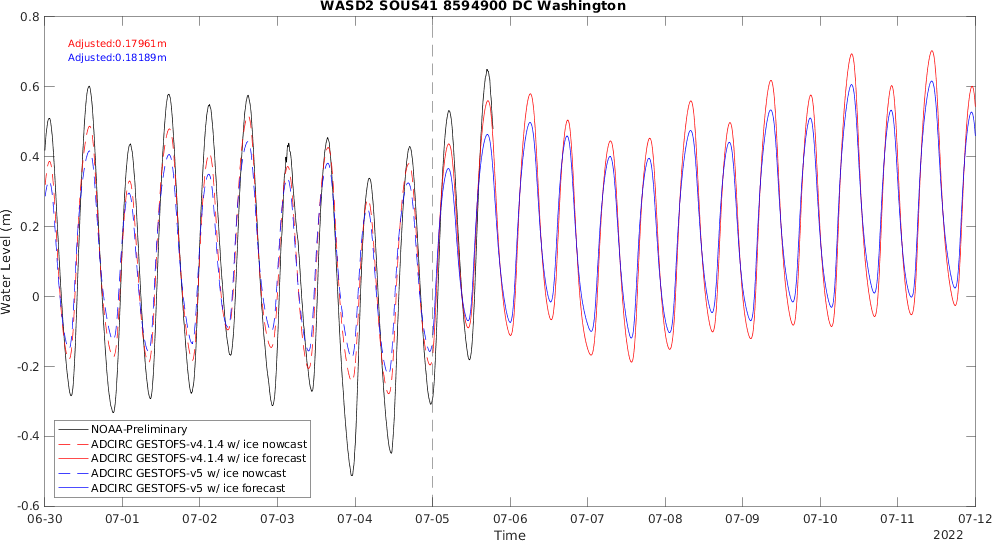 WASD2 SOUS41 8594900 DC Washington
Adjusted:0.17961m
Adjusted:0.18189m
Water Level (m)
0.8
0.6
0.4
0.2
0
-0.2
-0.4
-0.6
NOAA-Preliminary
ADCIRC GESTOFS-v4.1.4 w/ ice nowcast
ADCIRC GESTOFS-v4.1.4 w/ ice forecast
ADCIRC GESTOFS-v5 w/ ice nowcast
ADCIRC GESTOFS-v5 w/ ice forecast
06-30 07-01 07-02 07-03 07-04 07-05 07-06 07-07 07-08 07-09 07-10 07-11 07-12
Time
2022